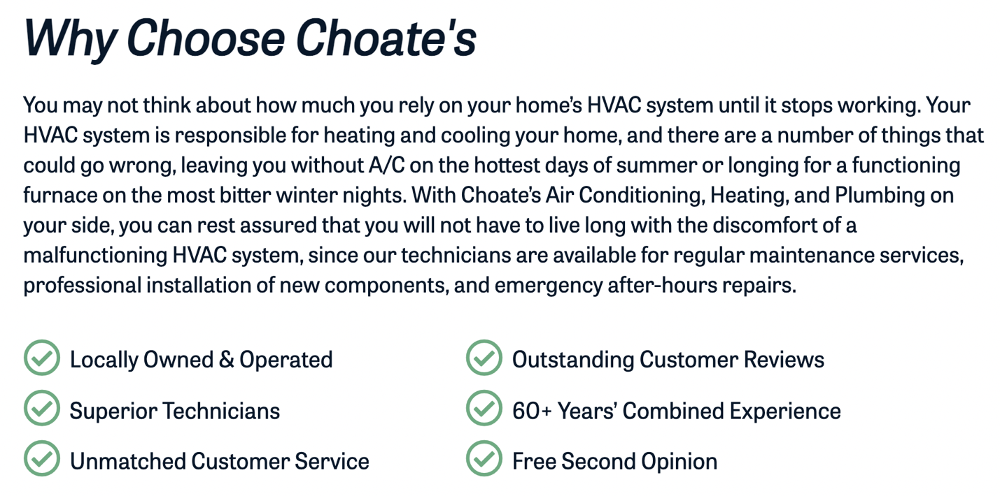 Why Choose Choate's
You may not think about how much you rely on your home’s HVAC system until it stops working. Your
HVAC system is responsible for heating and cooling your home, and there are a number of things that
could go wrong, leaving you without A/C on the hottest days of summer or longing for a functioning
furnace on the most bitter winter nights. With Choate’s Air Conditioning, Heating, and Plumbing on
your side, you can rest assured that you will not have to live long with the discomfort of a
malfunctioning HVAC system, since our technicians are available for regular maintenance services,
professional installation of new components, and emergency after-hours repairs.
Locally Owned & Operated
Outstanding Customer Reviews
Superior Technicians
60+ Years’ Combined Experience
Unmatched Customer Service
Free Second Opinion